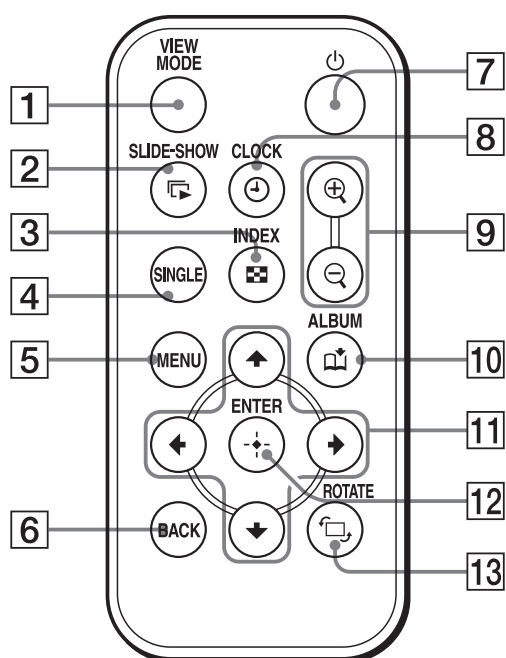 VIEW
MODE
1
7
8
SLIDE-SHOW CLOCK
2
3
INDEX
9
4
SINGLE
ALBUM
5
MENU
10
ENTER
11
12
ROTATE
6
BACK
13